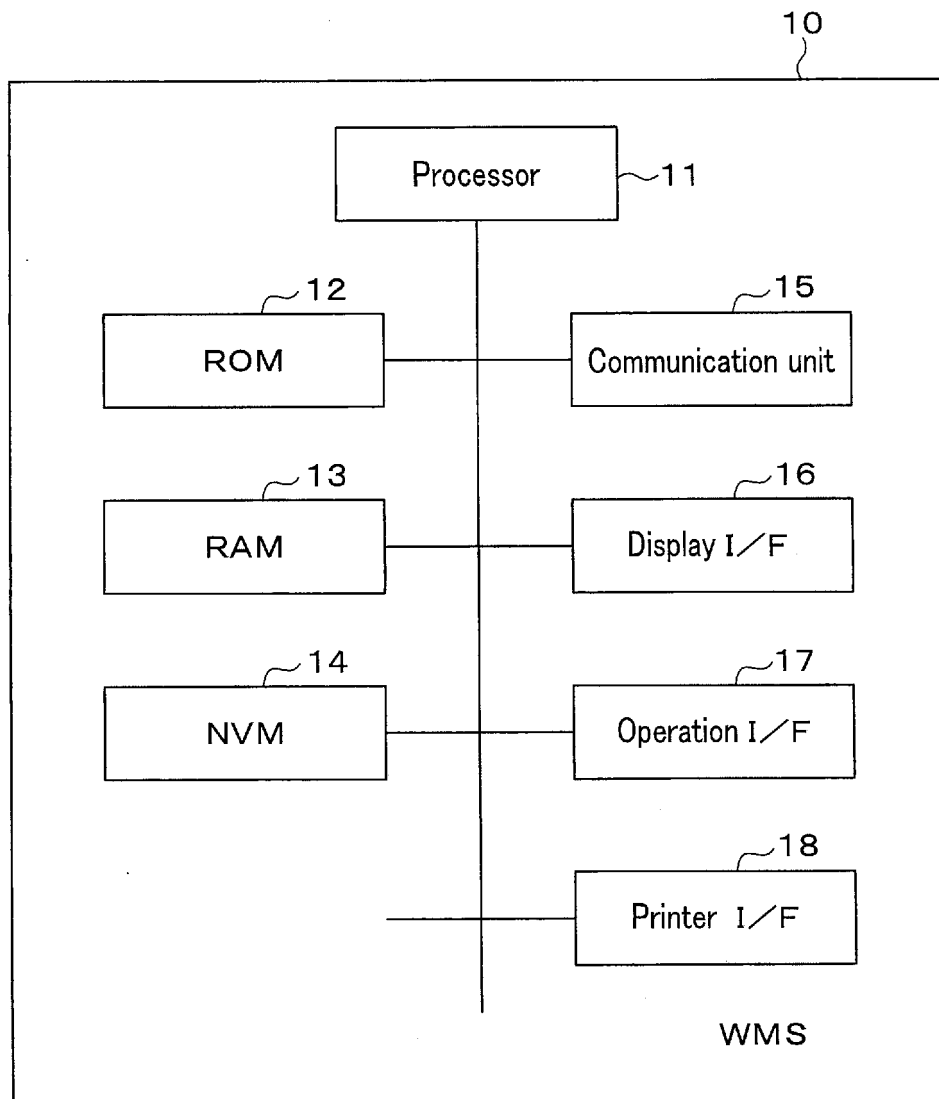 10
Processor
11
12
15
ROM
Communication unit
13
16
RAM
Display I/F
14
17
NVM
Operation I/F
18
Printer I/F
WMS